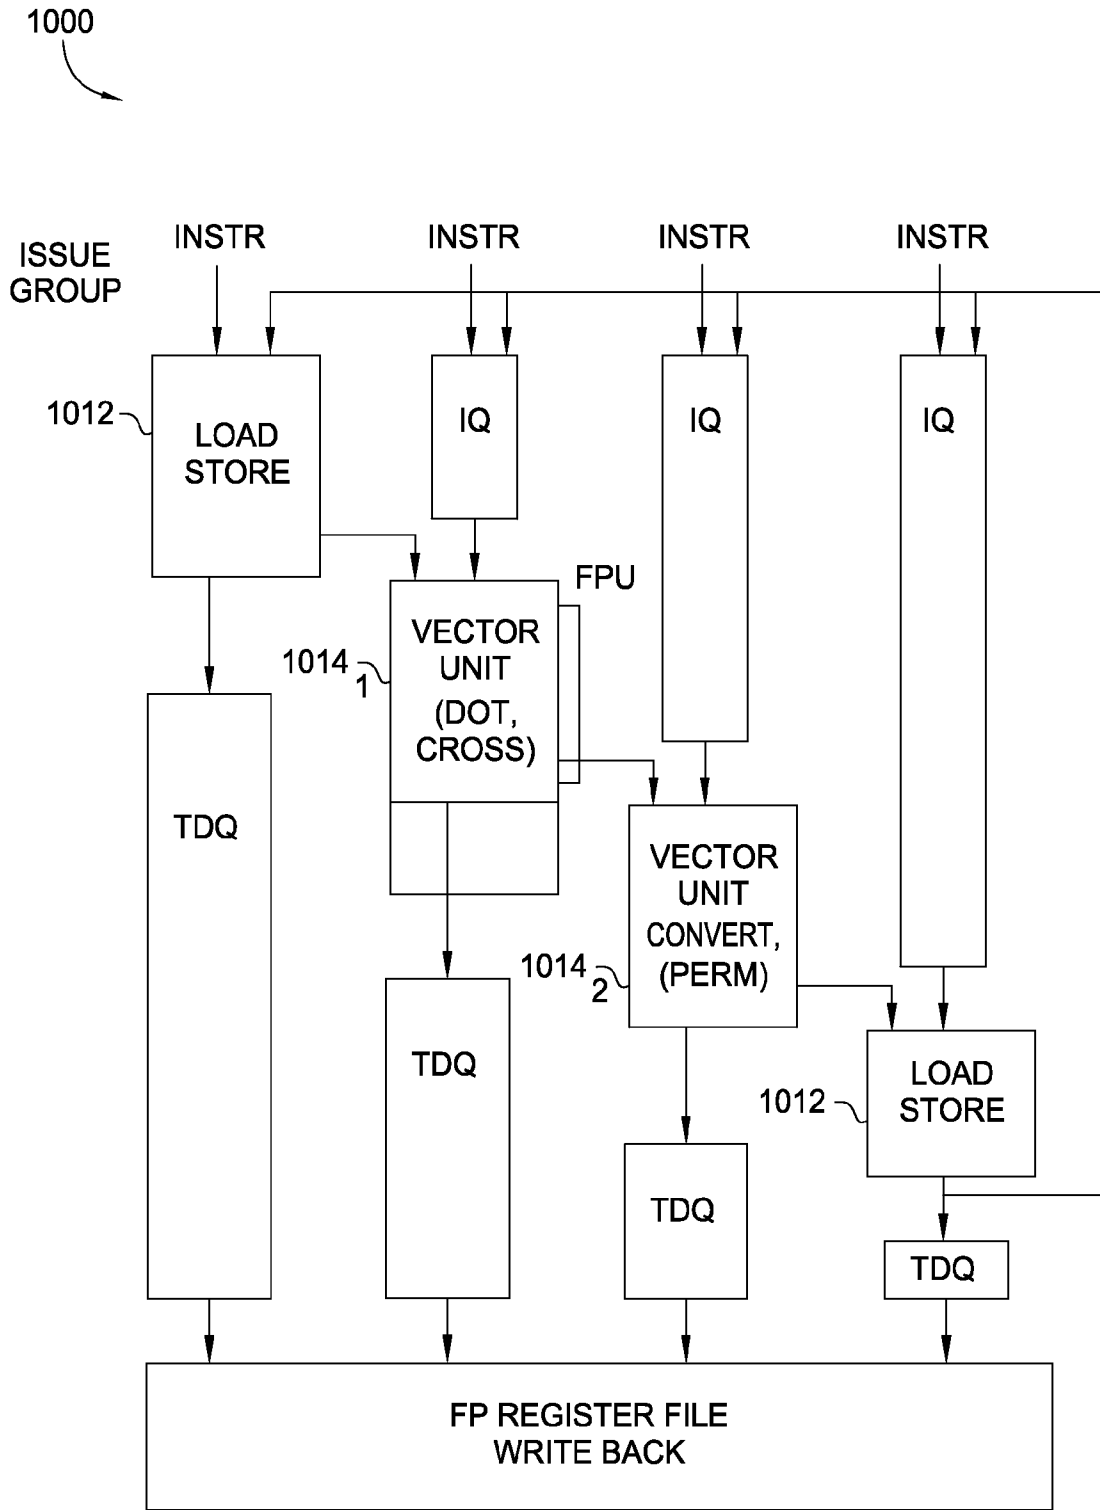 1000
INSTR
INSTR
INSTR
INSTR
ISSUE
GROUP
1012
LOAD
STORE
IQ
IQ
IQ
FPU
1014 1
VECTOR
UNIT
(DOT,
CROSS)
TDQ
1014 2
VECTOR
UNIT
CONVERT,
(PERM)
TDQ
1012
LOAD
STORE
TDQ
TDQ
FP REGISTER FILE
WRITE BACK